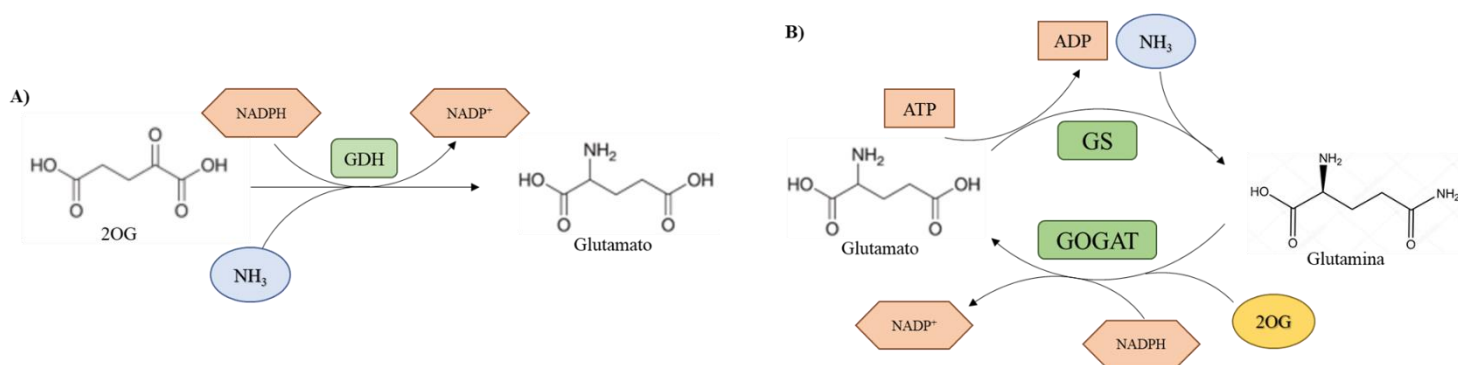 A)
NADPH
NADP⁺
GDH
O
HO
OH
O
O
2OG
NH₃
NH₂
HO
OH
O
O
Glutamato
B)
ADP
NH₃
ATP
GS
NH₂
HO
OH
O
O
Glutamato
GOGAT
NH₂
HO
NH₂
O
O
Glutamina
NADP⁺
NADPH
2OG